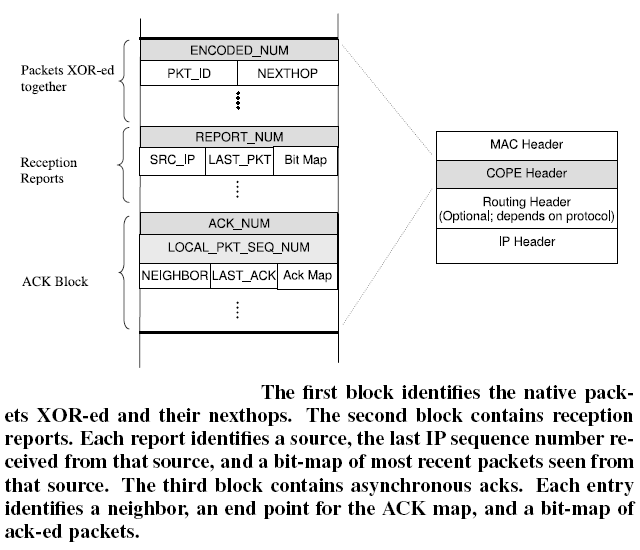 ENCODED_NUM
Packets XOR-ed
together
PKT_ID
NEXTHOP
REPORT_NUM
Reception
Reports
SRC_IP
LAST_PKT
Bit Map
ACK_NUM
LOCAL_PKT_SEQ_NUM
ACK Block
NEIGHBOR
LAST_ACK
Ack Map
MAC Header
COPE Header
Routing Header
(Optional; depends on protocol)
IP Header
The first block identifies the native pack-
ets XOR-ed and their nexthops. The second block contains reception
reports. Each report identifies a source, the last IP sequence number re-
ceived from that source, and a bit-map of most recent packets seen from
that source. The third block contains asynchronous acks. Each entry
identifies a neighbor, an end point for the ACK map, and a bit-map of
ack-ed packets.